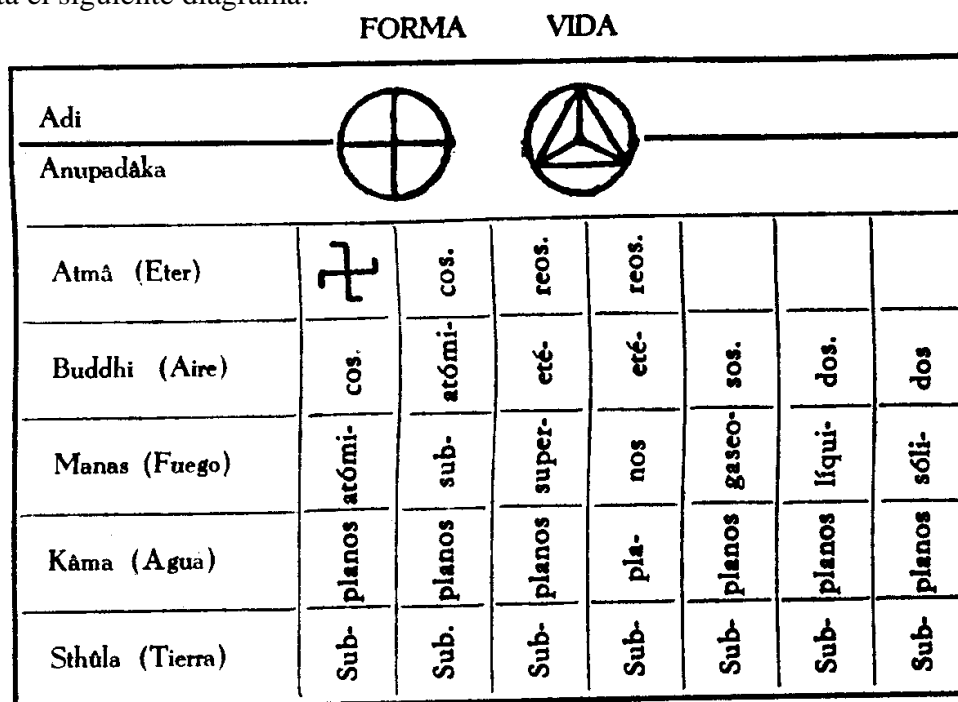 el siguiente diagrama:
FORMA VIDA
Adi
Anupadâka
Atmâ (Eter)
Buddhi (Aire)
Manas (Fuego)
Kâma (Agua)
Sthûla (Tierra)
Sub-planos atómi-cos.
Sub. planos sub-atómi-cos.
Sub-planos super-eté-reos.
Sub-pla-nos eté-reos.
Sub-planos gaseo-sos.
Sub-planos líqui-dos.
Sub-planos sóli-dos